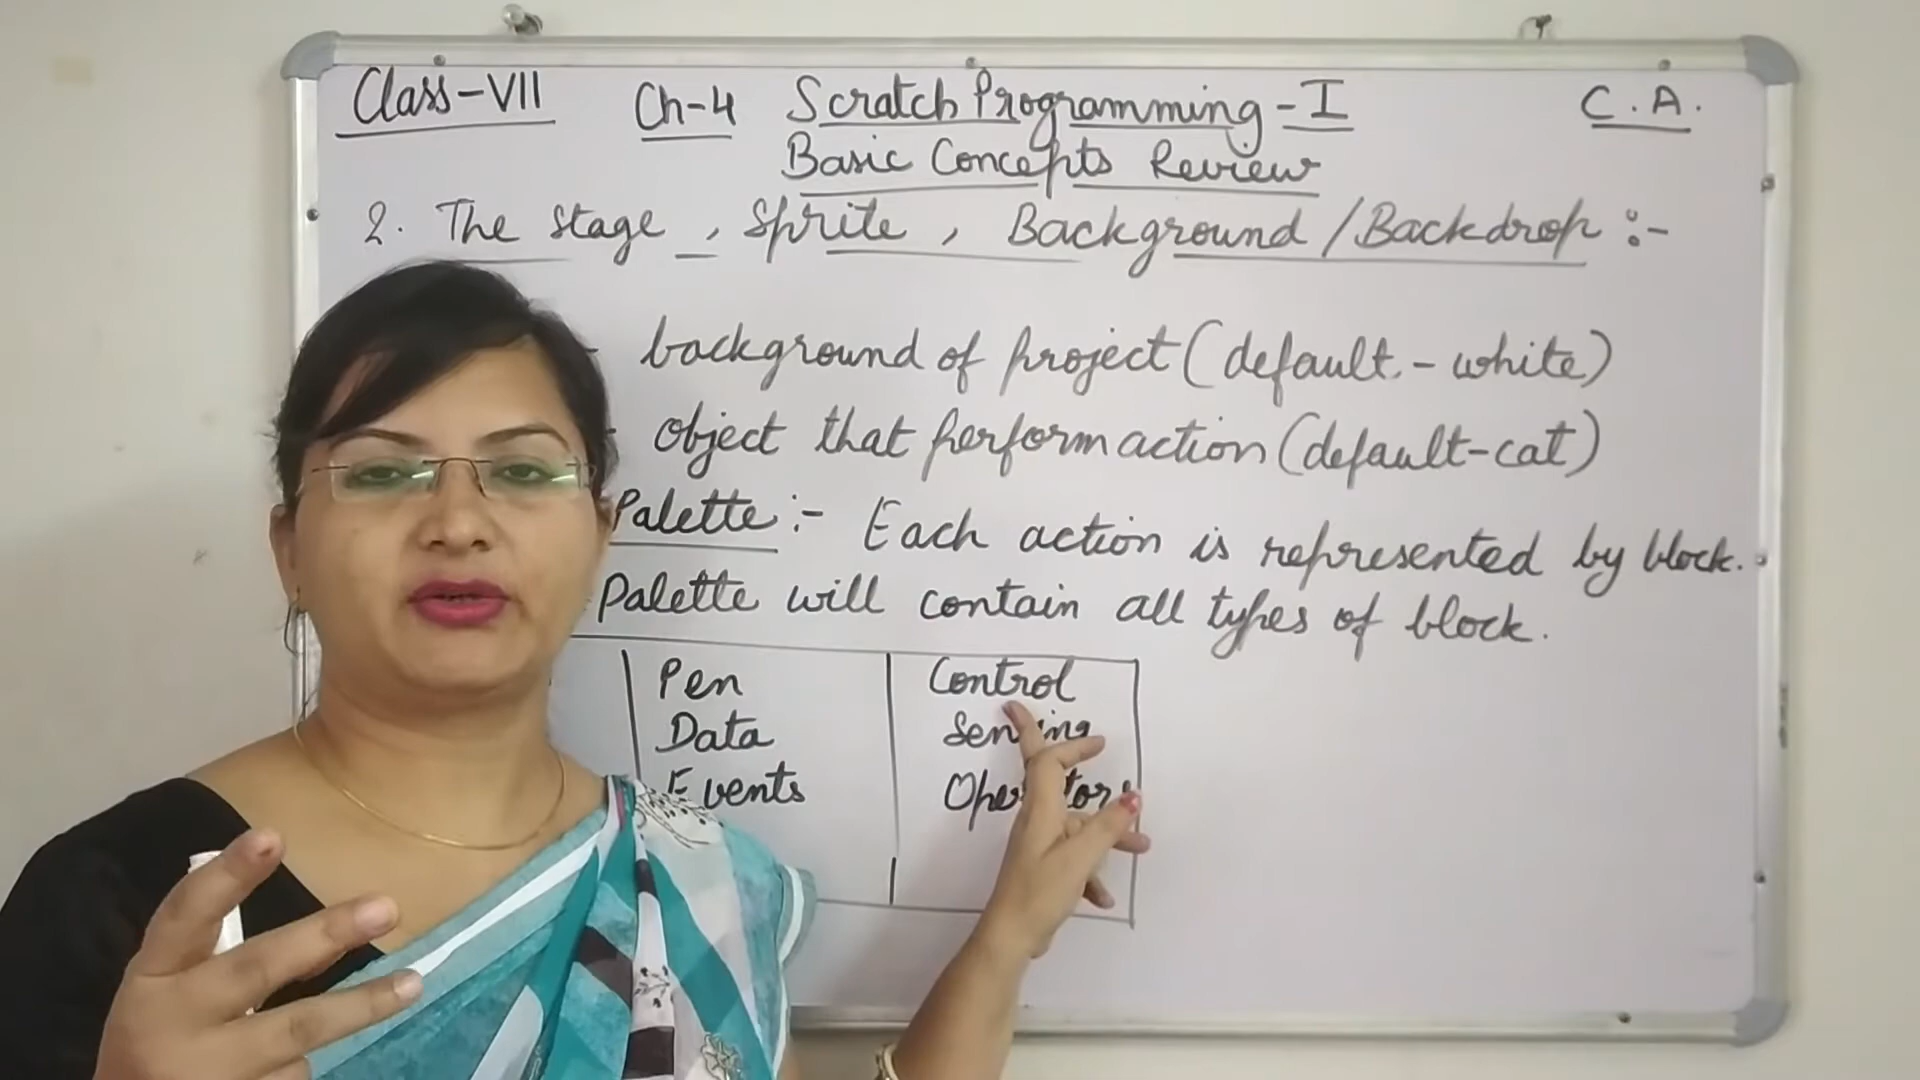 Class-VII Ch-4 Scratch Programming-I C.A.
Basic Concepts Review
2. The stage, Sprite, Background/Backdrop :-
background of project (default - white)
object that perform action (default-cat)
Palette :- Each action is represented by block.
Palette will contain all types of block.
Pen Control
Data Sensing
Events Operators